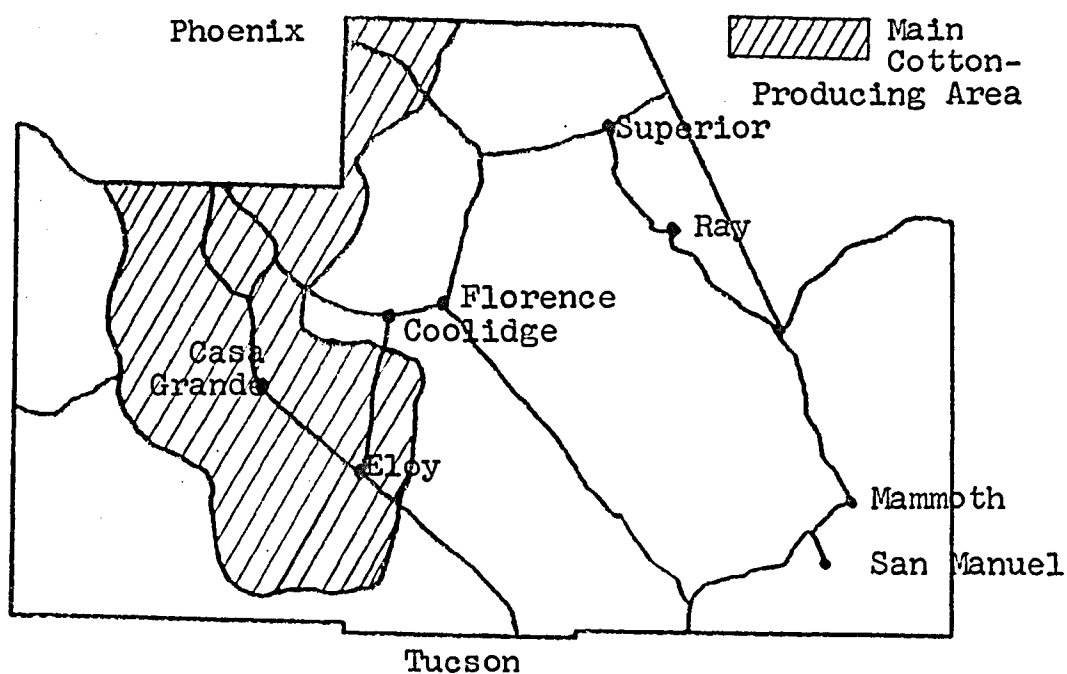 Phoenix
Main
Cotton-
Producing Area
Superior
Ray
Florence
Coolidge
Casa
Grande
Eloy
Mammoth
San Manuel
Tucson